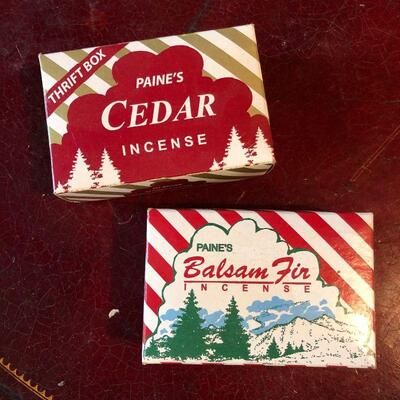 THRIFT BOX
PAINE'S
CEDAR
INCENSE
PAINE'S
Balsam Fir
INCENSE